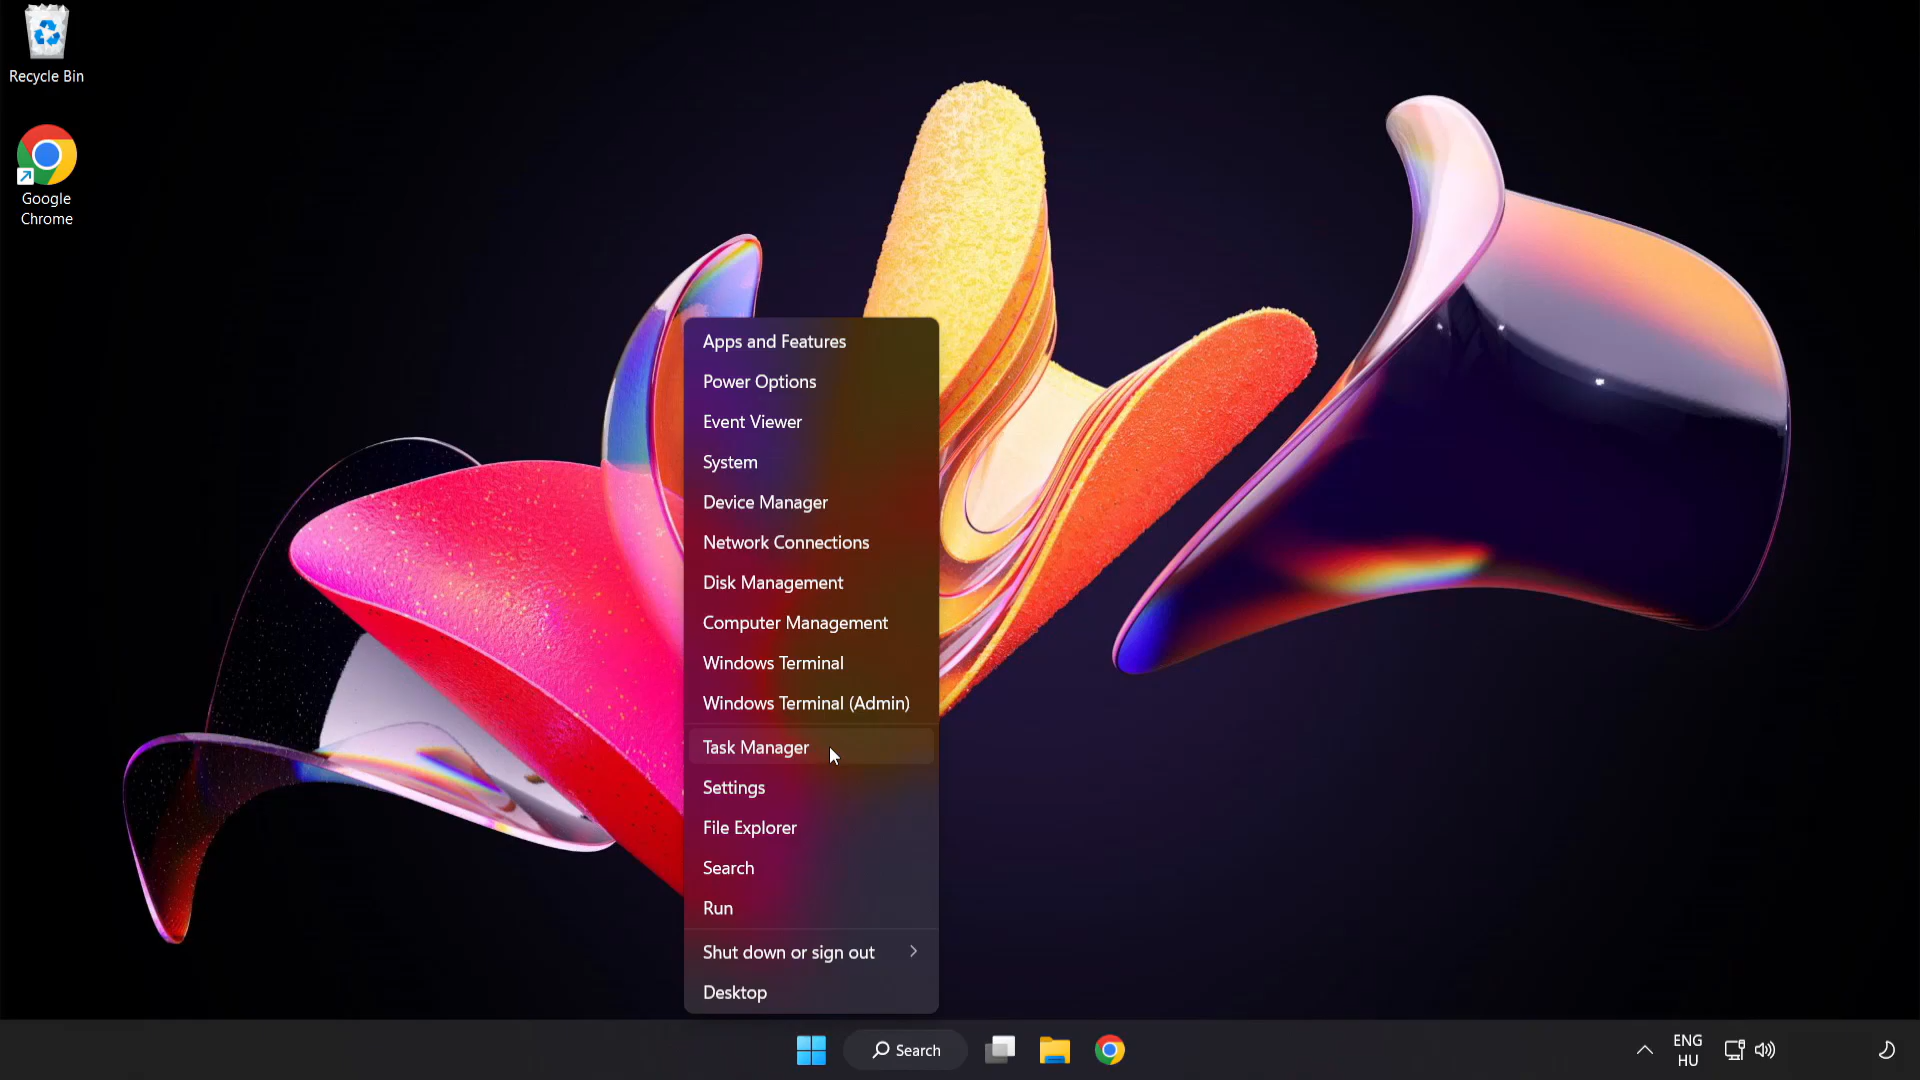 Recycle Bin
Google
Chrome
Apps and Features
Power Options
Event Viewer
System
Device Manager
Network Connections
Disk Management
Computer Management
Windows Terminal
Windows Terminal (Admin)
Task Manager
Settings
File Explorer
Search
Run
Shut down or sign out
Desktop
Search
ENG
HU